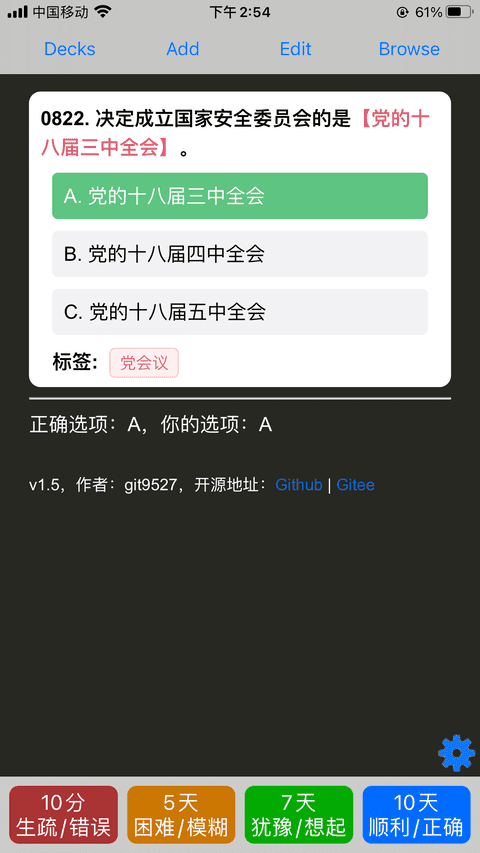 中国移动 下午 2:54 61%
Decks Add Edit Browse
0822. 决定成立国家安全委员会的是【党的十
八届三中全会】。
A. 党的十八届三中全会
B. 党的十八届四中全会
C. 党的十八届五中全会
标签: 党会议
正确选项：A，你的选项：A
v1.5，作者：git9527，开源地址：Github | Gitee
10分 5天 7天 10天
生疏/错误 困难/模糊 犹豫/想起 顺利/正确